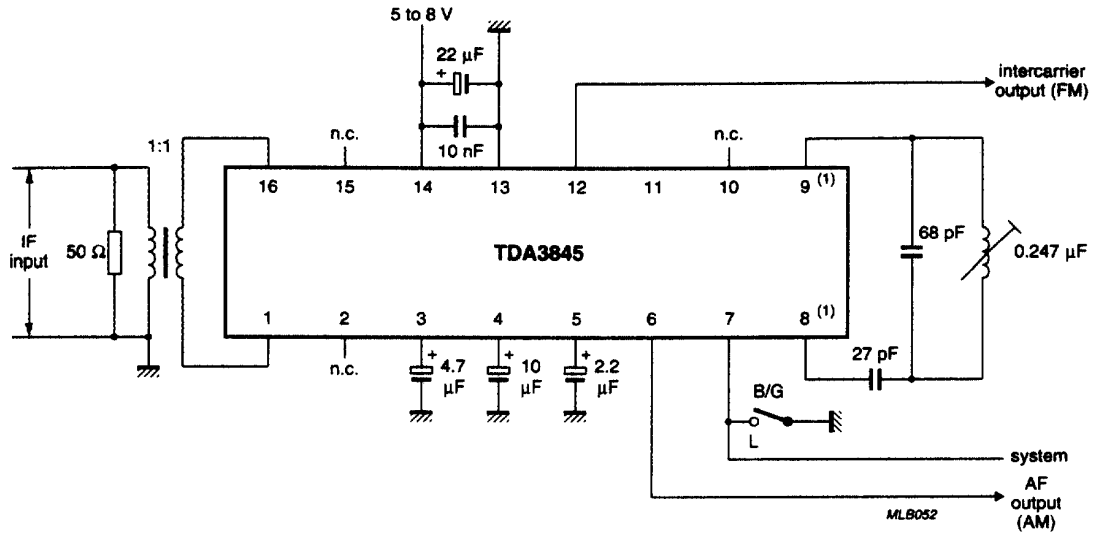 5 to 8 V
22 µF
+
intercarrier
output (FM)
n.c.
n.c.
10 nF
1:1
16 15 14 13 12 11 10 9 (1)
IF
input
50 Ω
TDA3845
68 pF
0.247 µF
1 2 3 4 5 6 7 8 (1)
n.c.
+
4.7
µF
+
10
µF
+
2.2
µF
27 pF
B/G
L
system
AF
output
(AM)
MLB052